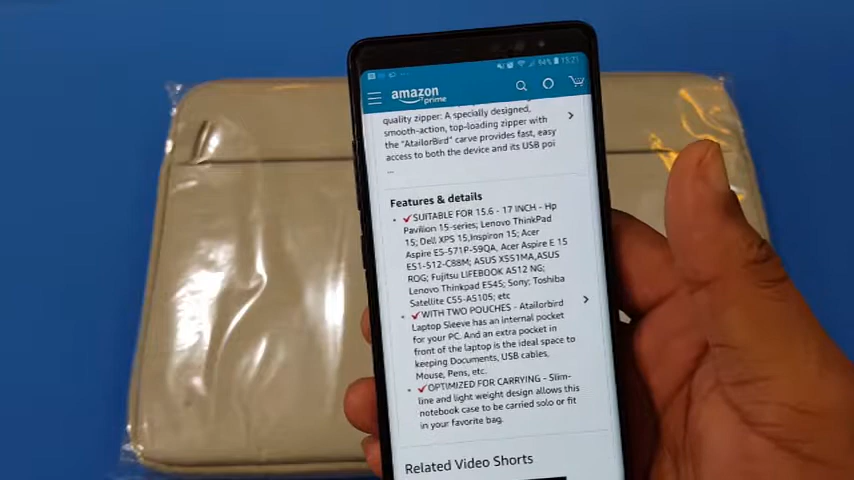 94% 15:21
amazon
prime
quality zipper: A specially designed,
smooth-action, top-loading zipper with
the "AtailorBird" carve provides fast, easy
access to both the device and its USB poi
...
Features & details
✓SUITABLE FOR 15.6 - 17 INCH - Hp
Pavilion 15-series; Lenovo ThinkPad
15; Dell XPS 15,Inspiron 15; Acer
Aspire E5-571P-59QA, Acer Aspire E 15
ES1-512-C88M; ASUS X551MA,ASUS
ROG; Fujitsu LIFEBOOK A512 NG;
Lenovo Thinkpad E545; Sony; Toshiba
Satellite C55-A5105; etc
✓WITH TWO POUCHES - Atailorbird
Laptop Sleeve has an internal pocket
for your PC. And an extra pocket in
front of the laptop is the ideal space to
keeping Documents, USB cables,
Mouse, Pens, etc.
✓OPTIMIZED FOR CARRYING - Slim-
line and light weight design allows this
notebook case to be carried solo or fit
in your favorite bag.
Related Video Shorts